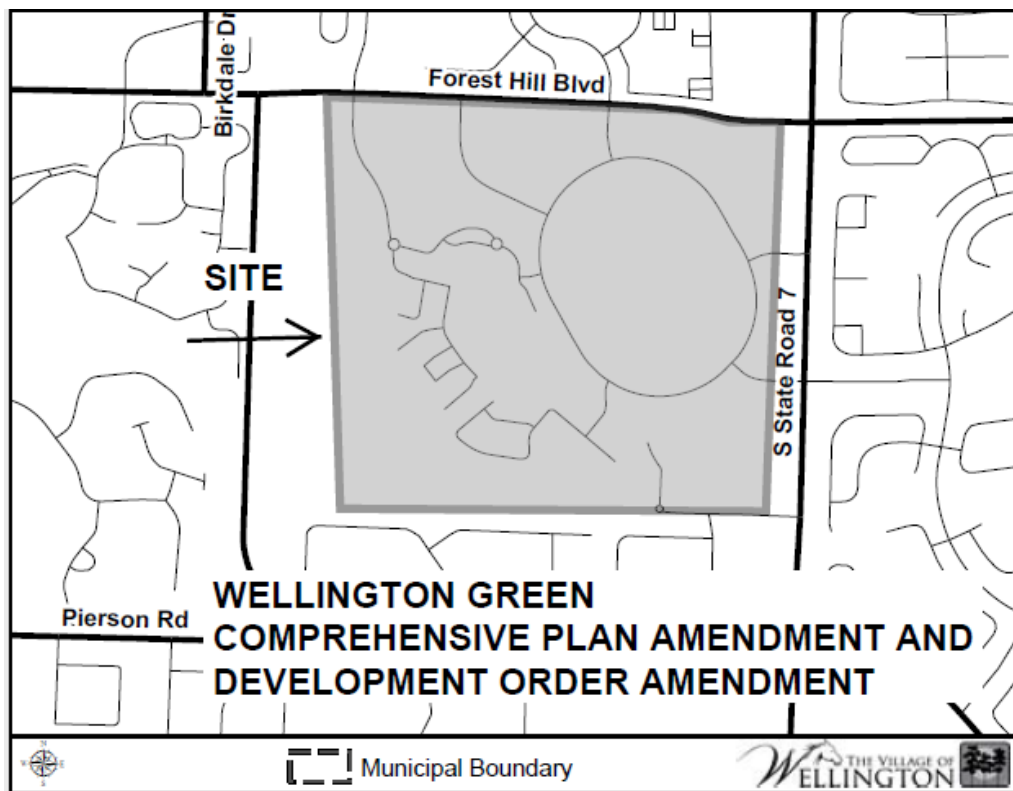 Birkdale Dr
Forest Hill Blvd
SITE
S State Road 7
WELLINGTON GREEN
Pierson Rd
COMPREHENSIVE PLAN AMENDMENT AND
DEVELOPMENT ORDER AMENDMENT
N
W E
S
Municipal Boundary
THE VILLAGE OF
WELLINGTON